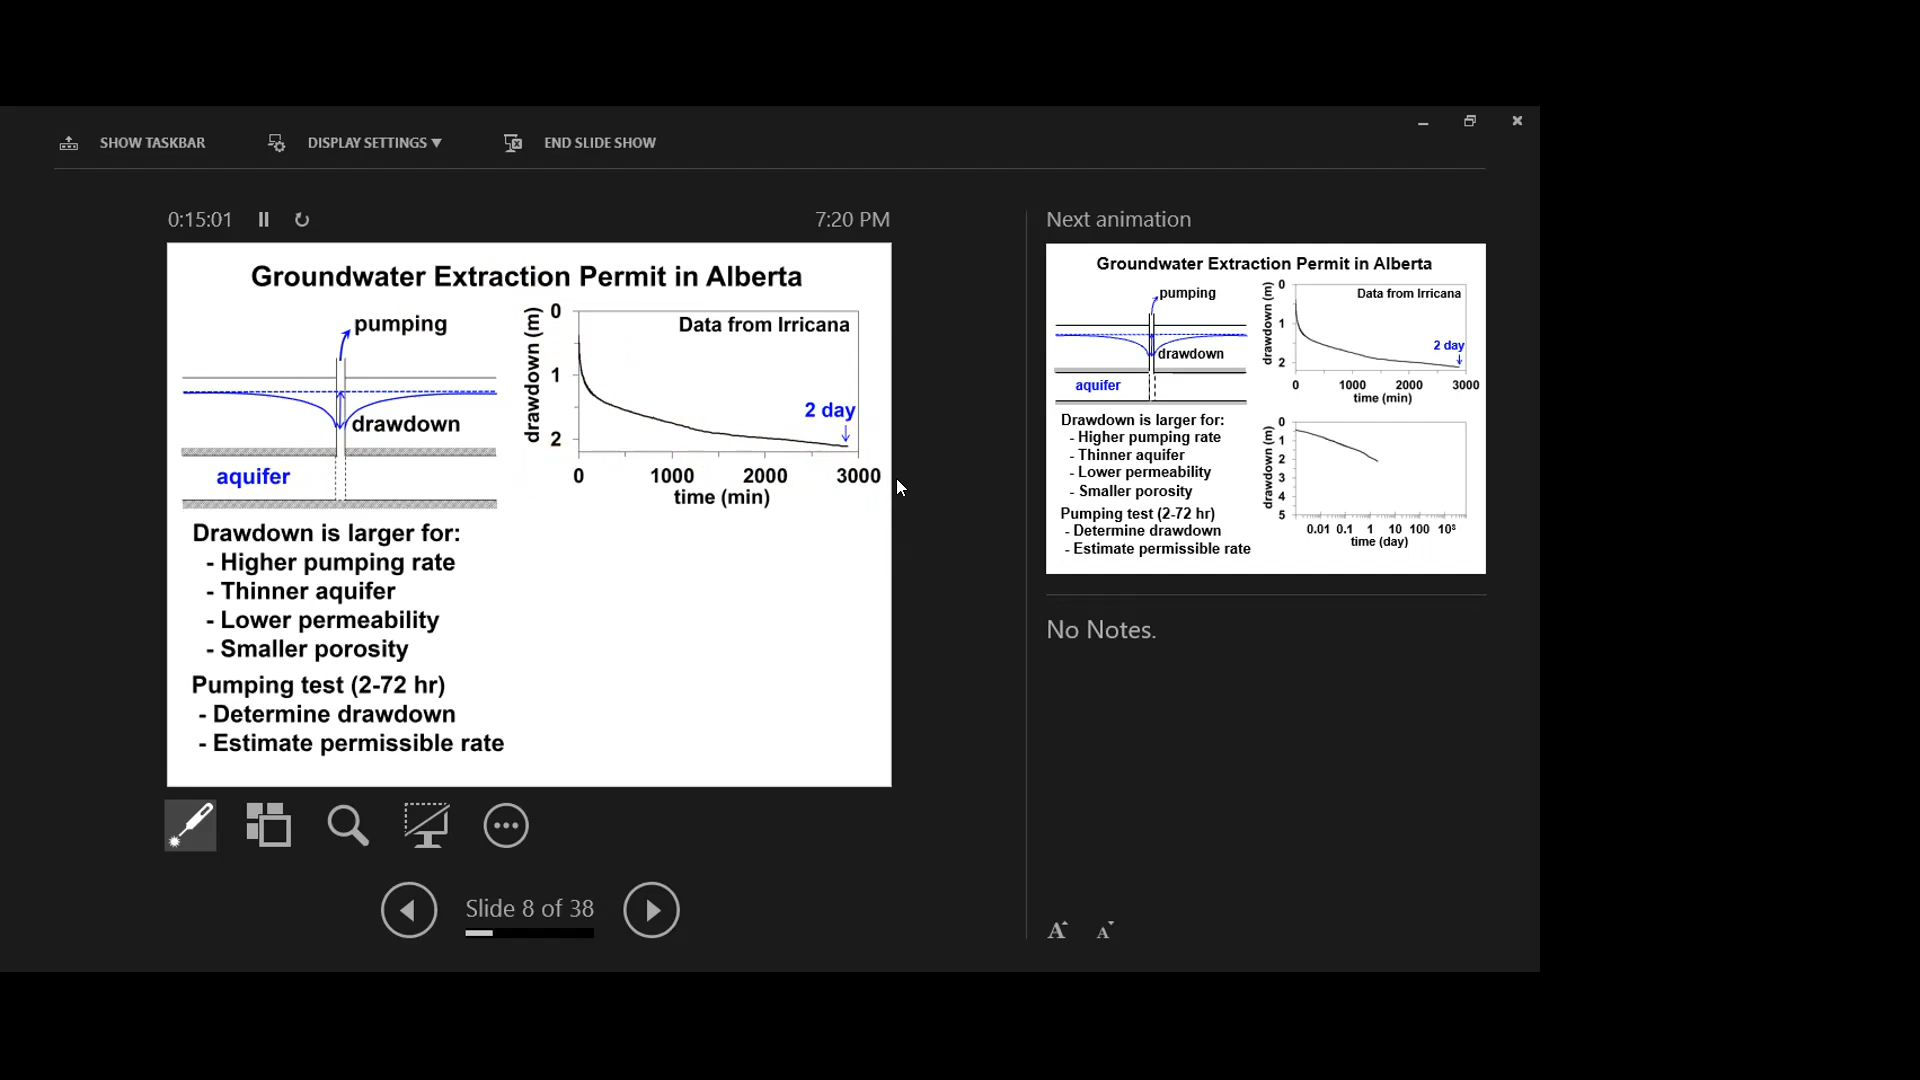 SHOW TASKBAR
DISPLAY SETTINGS ▼
END SLIDE SHOW
0:15:01
7:20 PM
Groundwater Extraction Permit in Alberta
pumping
drawdown
aquifer
Drawdown is larger for:
- Higher pumping rate
- Thinner aquifer
- Lower permeability
- Smaller porosity
Pumping test (2-72 hr)
- Determine drawdown
- Estimate permissible rate
drawdown (m)
0
1
2
Data from Irricana
2 day
0 1000 2000 3000
time (min)
Slide 8 of 38
Next animation
Groundwater Extraction Permit in Alberta
pumping
drawdown
aquifer
Drawdown is larger for:
- Higher pumping rate
- Thinner aquifer
- Lower permeability
- Smaller porosity
Pumping test (2-72 hr)
- Determine drawdown
- Estimate permissible rate
drawdown (m)
0
1
2
Data from Irricana
2 day
0 1000 2000 3000
time (min)
drawdown (m)
0
1
2
3
4
5
0.01 0.1 1 10 100
time (day)
No Notes.
A A